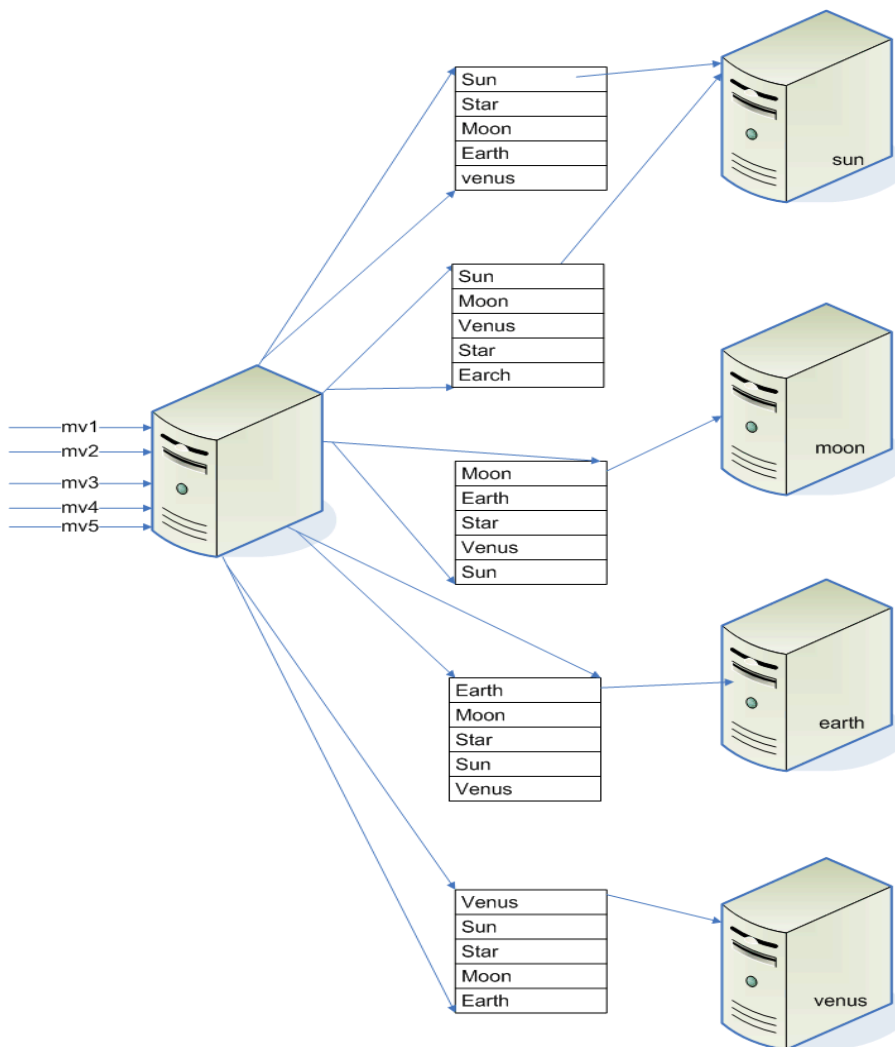 Sun
Star
Moon
Earth
venus
sun
Sun
Moon
Venus
Star
Earch
mv1
mv2
mv3
mv4
mv5
moon
Moon
Earth
Star
Venus
Sun
Earth
Moon
Star
Sun
Venus
earth
Venus
Sun
Star
Moon
Earth
venus